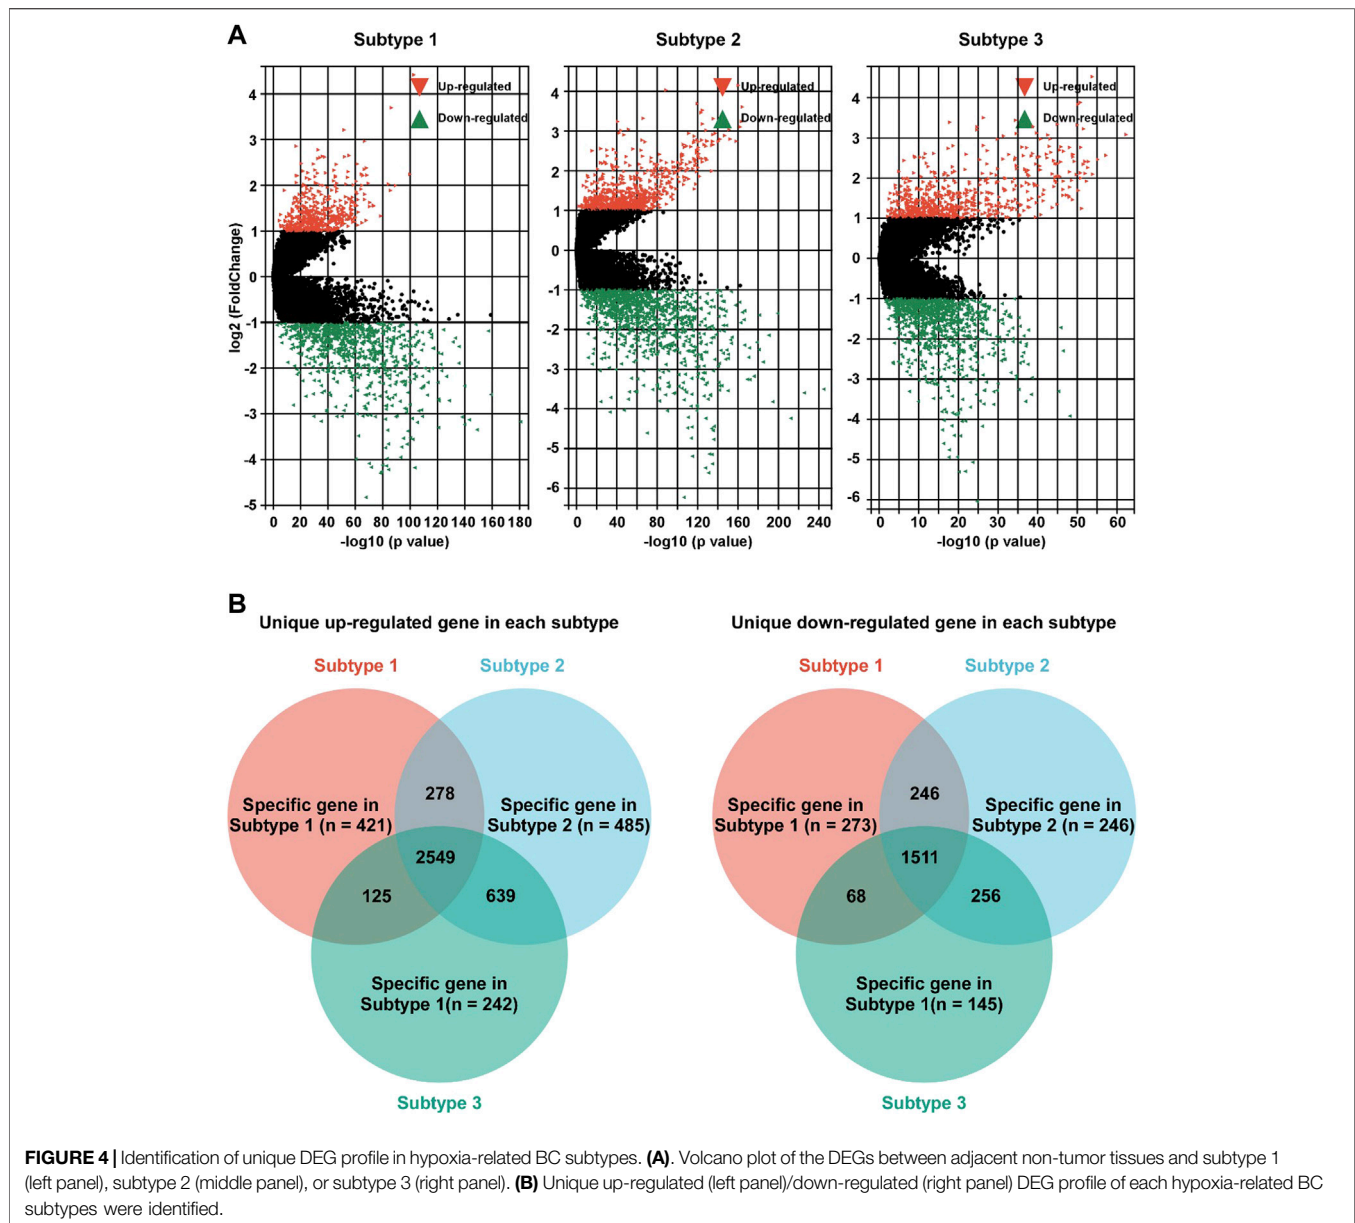 A
Subtype 1
Subtype 2
Subtype 3
log2 (FoldChange)
4
3
2
1
0
-1
-2
-3
-4
-5
Up-regulated
Down-regulated
0 20 40 60 80 100 120 140 160 180
-log10 (p value)
4
3
2
1
0
-1
-2
-3
-4
-5
-6
Up-regulated
Down-regulated
0 40 80 120 160 200 240
-log10 (p value)
4
3
2
1
0
-1
-2
-3
-4
-5
-6
Up-regulated
Down-regulated
0 10 20 30 40 50 60
-log10 (p value)
B
Unique up-regulated gene in each subtype
Subtype 1
Subtype 2
278
Specific gene in
Subtype 1 (n = 421)
Specific gene in
Subtype 2 (n = 485)
2549
125
639
Specific gene in
Subtype 1(n = 242)
Subtype 3
Unique down-regulated gene in each subtype
Subtype 1
Subtype 2
246
Specific gene in
Subtype 1 (n = 273)
Specific gene in
Subtype 2 (n = 246)
1511
68
256
Specific gene in
Subtype 1(n = 145)
Subtype 3
FIGURE 4 | Identification of unique DEG profile in hypoxia-related BC subtypes. (A). Volcano plot of the DEGs between adjacent non-tumor tissues and subtype 1
(left panel), subtype 2 (middle panel), or subtype 3 (right panel). (B) Unique up-regulated (left panel)/down-regulated (right panel) DEG profile of each hypoxia-related BC
subtypes were identified.